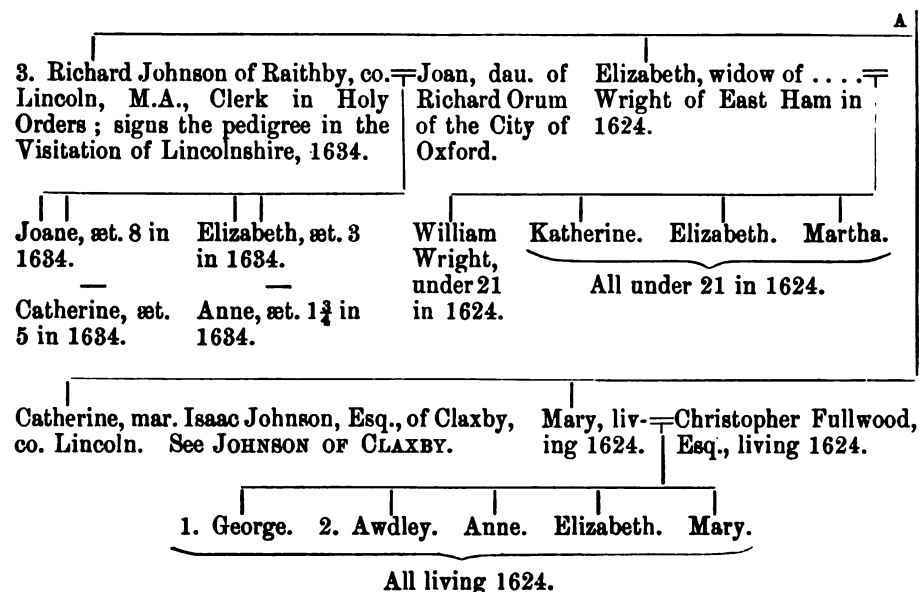 A
3. Richard Johnson of Raithby, co.
Lincoln, M.A., Clerk in Holy
Orders ; signs the pedigree in the
Visitation of Lincolnshire, 1634.
Joan, dau. of
Richard Orum
of the City of
Oxford.
Elizabeth, widow of . . . .
Wright of East Ham in
1624.
Joane, æt. 8 in
1634.
Catherine, æt.
5 in 1634.
Elizabeth, æt. 3
in 1634.
Anne, æt. 1¾ in
1634.
William
Wright,
under 21
in 1624.
Katherine. Elizabeth. Martha.
All under 21 in 1624.
Catherine, mar. Isaac Johnson, Esq., of Claxby,
co. Lincoln. See JOHNSON OF CLAXBY.
Mary, liv-
ing 1624.
Christopher Fullwood,
Esq., living 1624.
1. George. 2. Awdley. Anne. Elizabeth. Mary.
All living 1624.